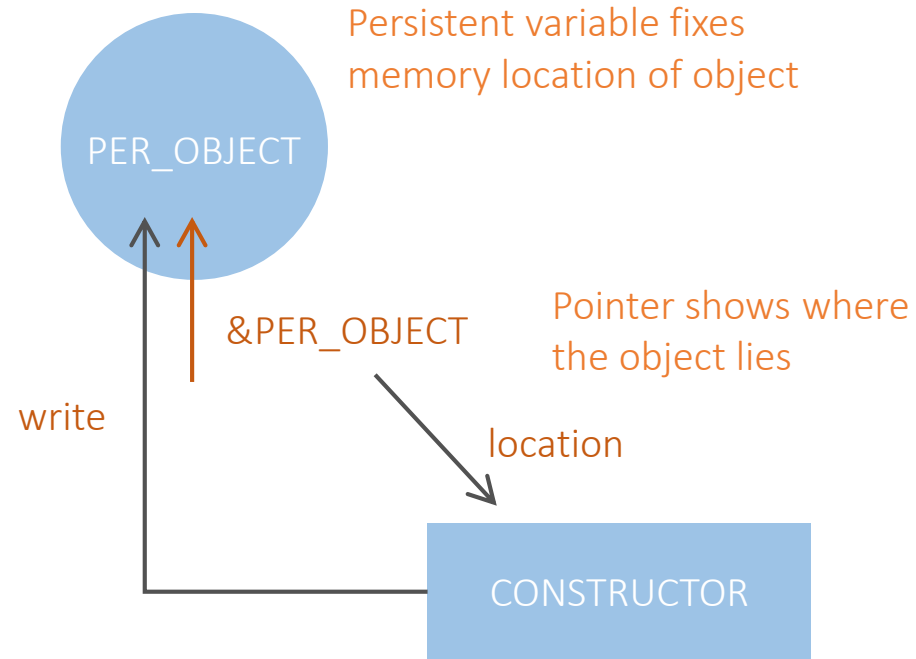 Persistent variable fixes
memory location of object
PER_OBJECT
&PER_OBJECT
Pointer shows where
the object lies
write
location
CONSTRUCTOR